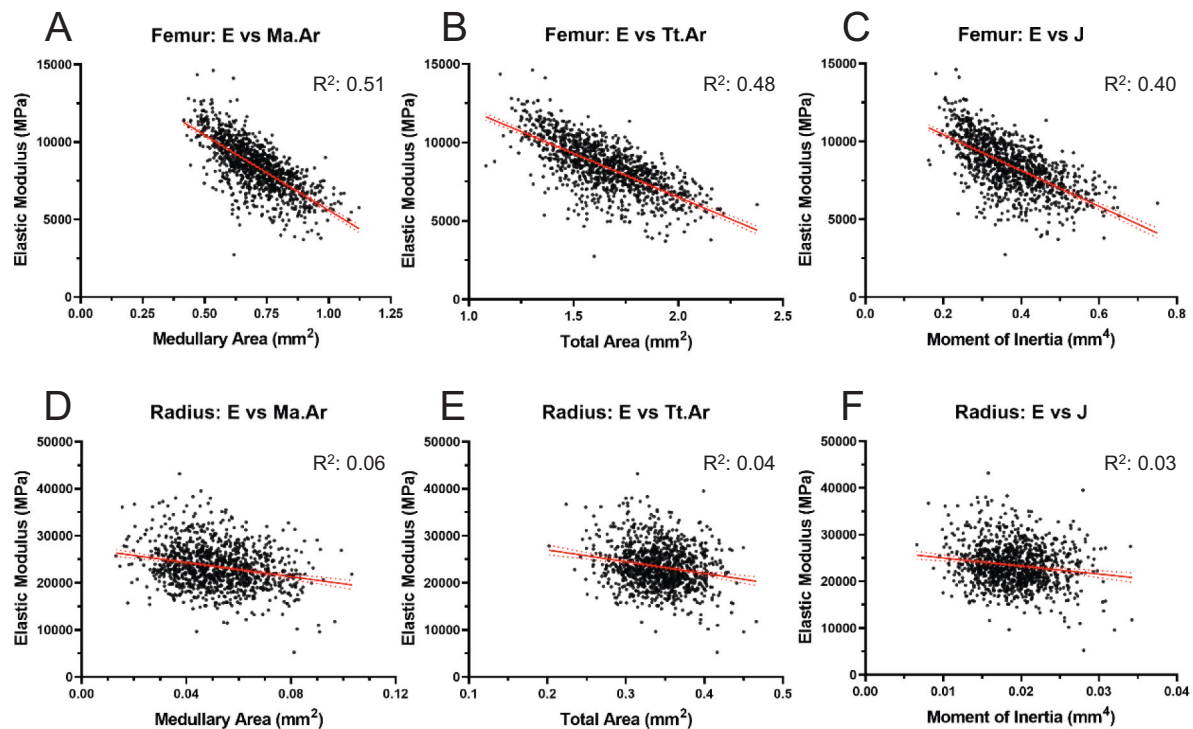 A
Femur: E vs Ma.Ar
R²: 0.51
Elastic Modulus (MPa)
15000
10000
5000
0
0.00 0.25 0.50 0.75 1.00 1.25
Medullary Area (mm²)
B
Femur: E vs Tt.Ar
R²: 0.48
Elastic Modulus (MPa)
15000
10000
5000
0
1.0 1.5 2.0 2.5
Total Area (mm²)
C
Femur: E vs J
R²: 0.40
Elastic Modulus (MPa)
15000
10000
5000
0
0.0 0.2 0.4 0.6 0.8
Moment of Inertia (mm⁴)
D
Radius: E vs Ma.Ar
R²: 0.06
Elastic Modulus (MPa)
50000
40000
30000
20000
10000
0
0.00 0.04 0.08 0.12
Medullary Area (mm²)
E
Radius: E vs Tt.Ar
R²: 0.04
Elastic Modulus (MPa)
50000
40000
30000
20000
10000
0
0.1 0.2 0.3 0.4 0.5
Total Area (mm²)
F
Radius: E vs J
R²: 0.03
Elastic Modulus (MPa)
50000
40000
30000
20000
10000
0
0.00 0.01 0.02 0.03 0.04
Moment of Inertia (mm⁴)